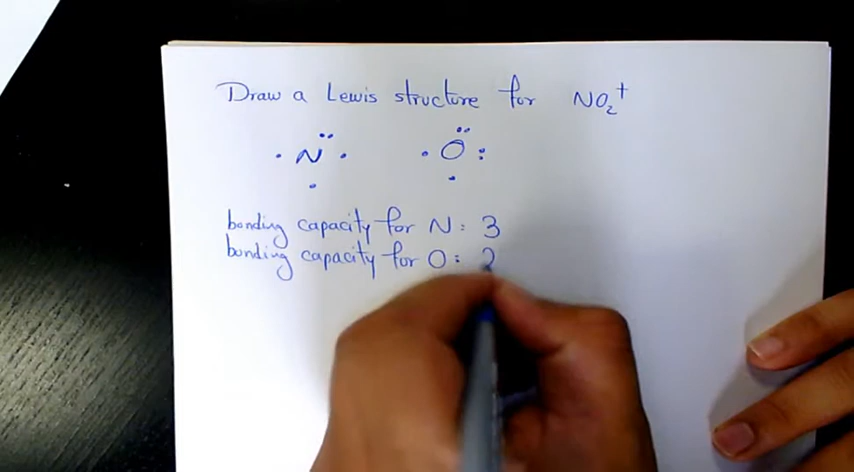 Draw a Lewis structure for NO₂⁺
·N̈· ·Ö:
bonding capacity for N: 3
bonding capacity for O: 2